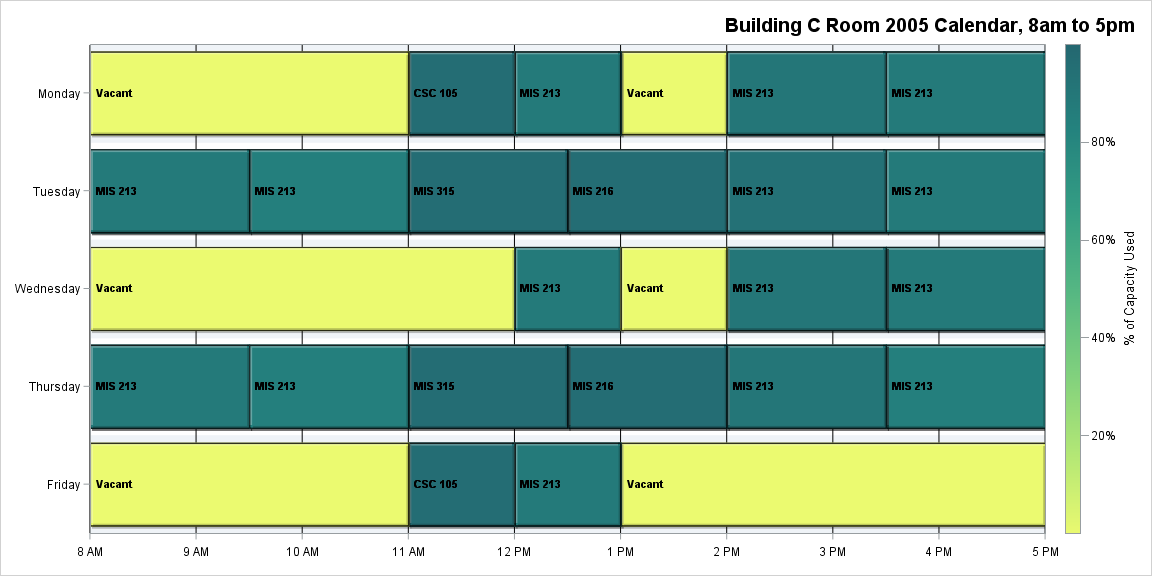 Building C Room 2005 Calendar, 8am to 5pm
Monday
Vacant
CSC 105
MIS 213
Vacant
MIS 213
MIS 213
Tuesday
MIS 213
MIS 213
MIS 315
MIS 216
MIS 213
MIS 213
Wednesday
Vacant
MIS 213
Vacant
MIS 213
MIS 213
Thursday
MIS 213
MIS 213
MIS 315
MIS 216
MIS 213
MIS 213
Friday
Vacant
CSC 105
MIS 213
Vacant
8 AM
9 AM
10 AM
11 AM
12 PM
1 PM
2 PM
3 PM
4 PM
5 PM
80%
60%
40%
20%
% of Capacity Used